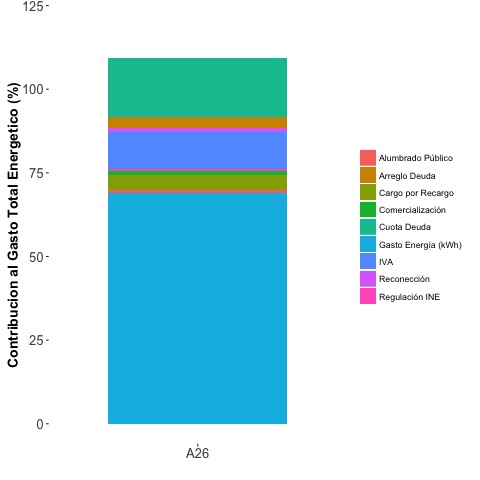 125
100
75
50
25
0
Contribucion al Gasto Total Energetico (%)
A26
Alumbrado Público
Arreglo Deuda
Cargo por Recargo
Comercialización
Cuota Deuda
Gasto Energía (kWh)
IVA
Reconección
Regulación INE